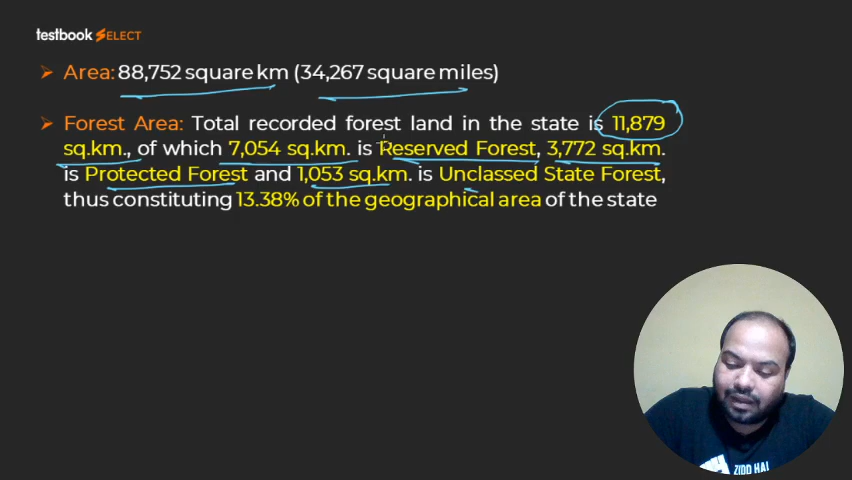 testbook SELECT
Area: 88,752 square km (34,267 square miles)
Forest Area: Total recorded forest land in the state is 11,879
sq.km., of which 7,054 sq.km. is Reserved Forest, 3,772 sq.km.
is Protected Forest and 1,053 sq.km. is Unclassed State Forest,
thus constituting 13.38% of the geographical area of the state
ZIDD HAI